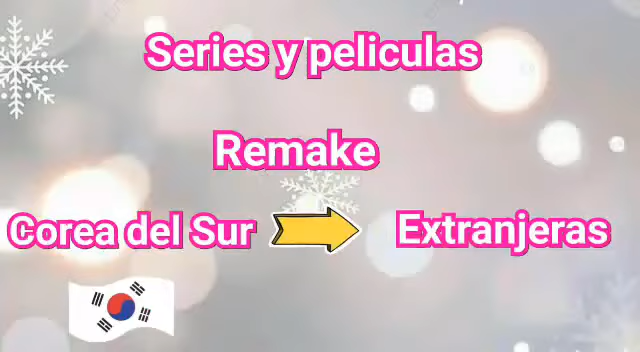 Series y peliculas
Remake
Corea del Sur
Extranjeras